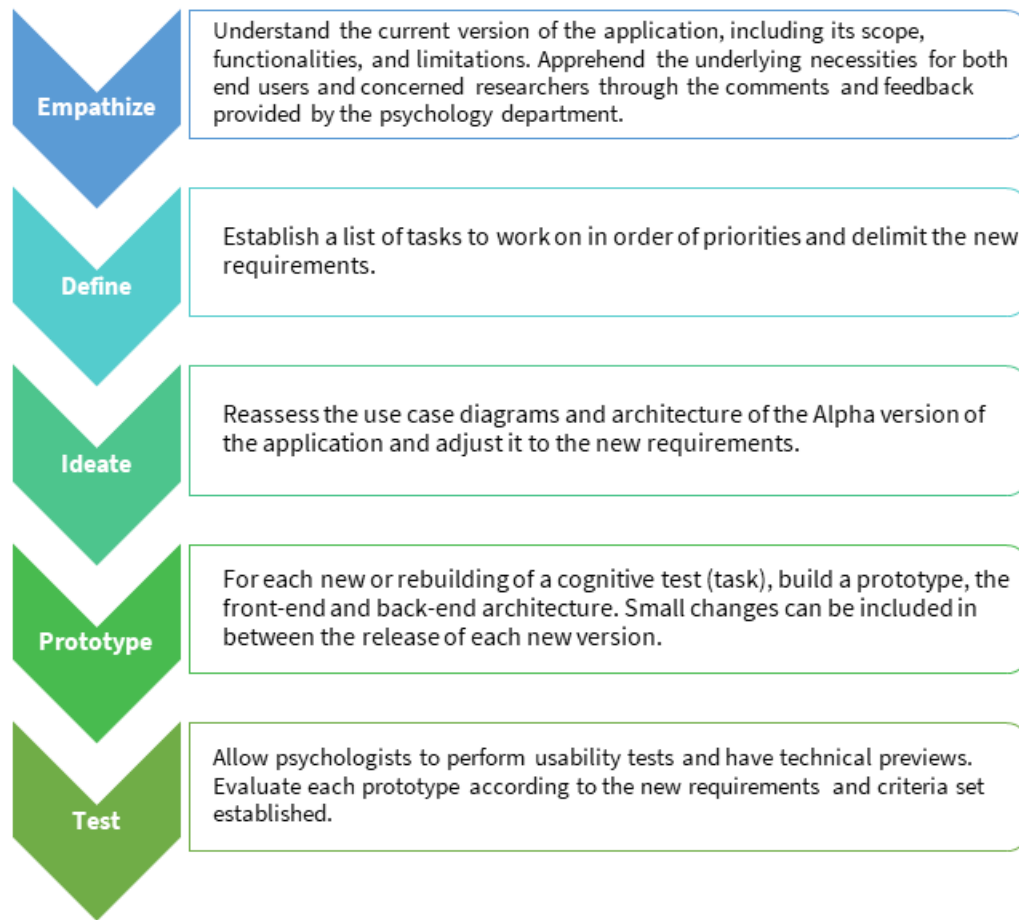 Empathize
Understand the current version of the application, including its scope,
functionalities, and limitations. Apprehend the underlying necessities for both
end users and concerned researchers through the comments and feedback
provided by the psychology department.
Define
Establish a list of tasks to work on in order of priorities and delimit the new
requirements.
Ideate
Reassess the use case diagrams and architecture of the Alpha version of
the application and adjust it to the new requirements.
Prototype
For each new or rebuilding of a cognitive test (task), build a prototype, the
front-end and back-end architecture. Small changes can be included in
between the release of each new version.
Test
Allow psychologists to perform usability tests and have technical previews.
Evaluate each prototype according to the new requirements and criteria set
established.